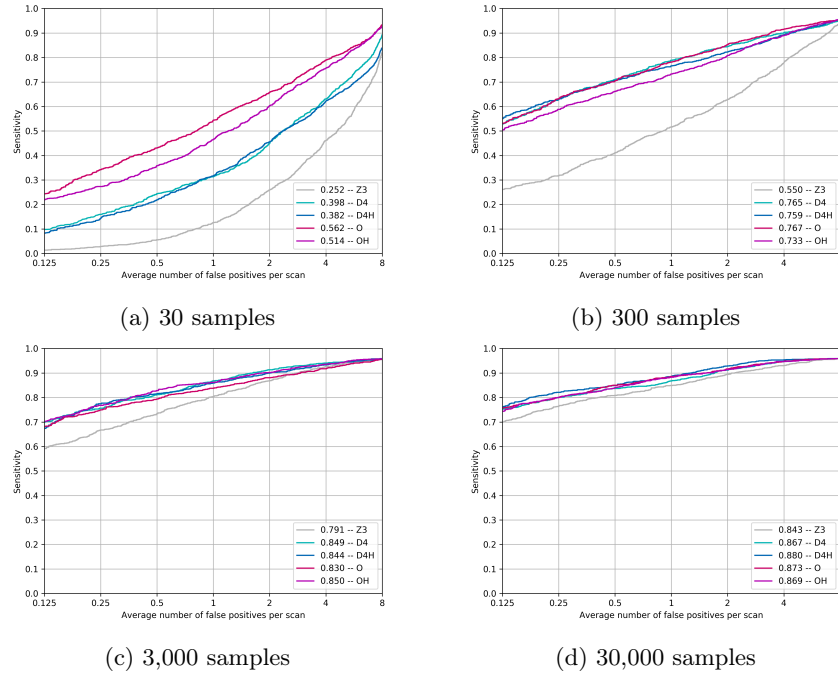 1.0
0.9
0.8
0.7
0.6
0.5
0.4
0.3
0.2
0.1
0.0
Sensitivity
0.252 -- Z3
0.398 -- D4
0.382 -- D4H
0.562 -- O
0.514 -- OH
0.125 0.25 0.5 1 2 4 8
Average number of false positives per scan
(a) 30 samples
1.0
0.9
0.8
0.7
0.6
0.5
0.4
0.3
0.2
0.1
0.0
Sensitivity
0.550 -- Z3
0.765 -- D4
0.759 -- D4H
0.767 -- O
0.733 -- OH
0.125 0.25 0.5 1 2 4
Average number of false positives per scan
(b) 300 samples
1.0
0.9
0.8
0.7
0.6
0.5
0.4
0.3
0.2
0.1
0.0
Sensitivity
0.791 -- Z3
0.849 -- D4
0.844 -- D4H
0.830 -- O
0.850 -- OH
0.125 0.25 0.5 1 2 4 8
Average number of false positives per scan
(c) 3,000 samples
1.0
0.9
0.8
0.7
0.6
0.5
0.4
0.3
0.2
0.1
0.0
Sensitivity
0.843 -- Z3
0.867 -- D4
0.880 -- D4H
0.873 -- O
0.869 -- OH
0.125 0.25 0.5 1 2 4
Average number of false positives per scan
(d) 30,000 samples